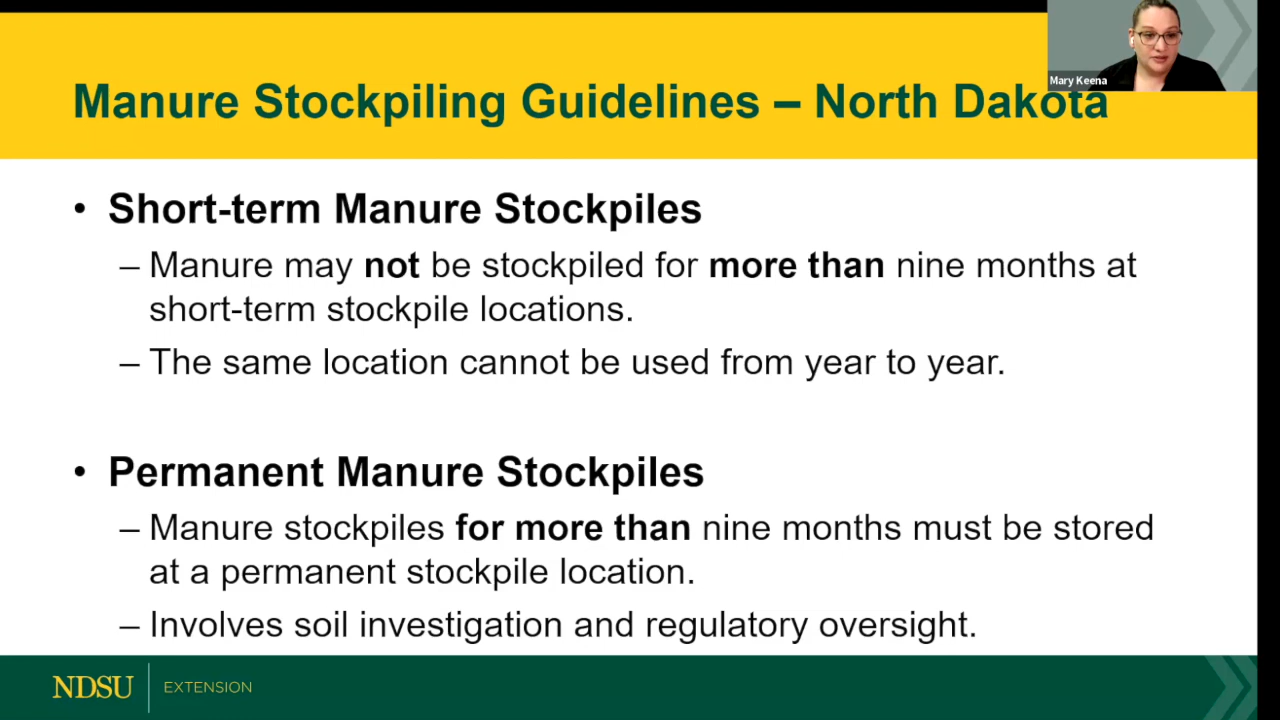 Mary Keena
Manure Stockpiling Guidelines – North Dakota
• Short-term Manure Stockpiles
– Manure may not be stockpiled for more than nine months at
short-term stockpile locations.
– The same location cannot be used from year to year.
• Permanent Manure Stockpiles
– Manure stockpiles for more than nine months must be stored
at a permanent stockpile location.
– Involves soil investigation and regulatory oversight.
NDSU EXTENSION